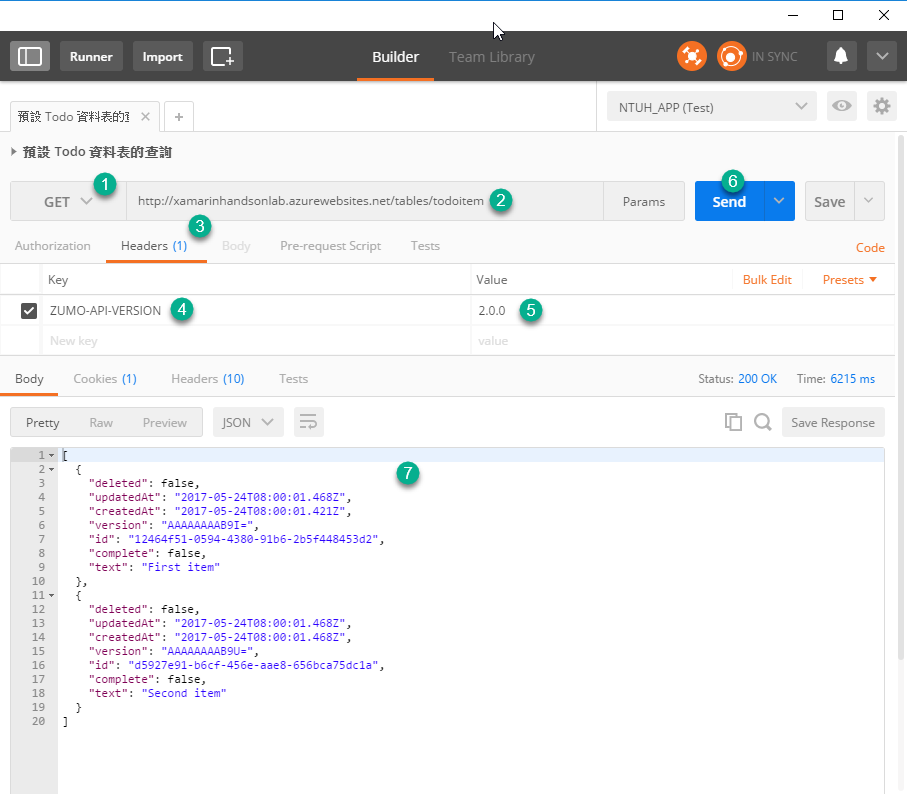 Runner Import Builder Team Library IN SYNC
預設 Todo 資料表的 NTUH_APP (Test)
預設 Todo 資料表的查詢
1 6
GET http://xamarinhandsonlab.azurewebsites.net/tables/todoitem 2 Params Send Save
3
Authorization Headers (1) Body Pre-request Script Tests Code
Key Value Bulk Edit Presets
ZUMO-API-VERSION 4 2.0.0 5
New key value
Body Cookies (1) Headers (10) Tests Status: 200 OK Time: 6215 ms
Pretty Raw Preview JSON Save Response
1 [
2 { 7
3 "deleted": false,
4 "updatedAt": "2017-05-24T08:00:01.468Z",
5 "createdAt": "2017-05-24T08:00:01.421Z",
6 "version": "AAAAAAAAB9I=",
7 "id": "12464f51-0594-4380-91b6-2b5f448453d2",
8 "complete": false,
9 "text": "First item"
10 },
11 {
12 "deleted": false,
13 "updatedAt": "2017-05-24T08:00:01.468Z",
14 "createdAt": "2017-05-24T08:00:01.468Z",
15 "version": "AAAAAAAAB9U=",
16 "id": "d5927e91-b6cf-456e-aae8-656bca75dc1a",
17 "complete": false,
18 "text": "Second item"
19 }
20 ]